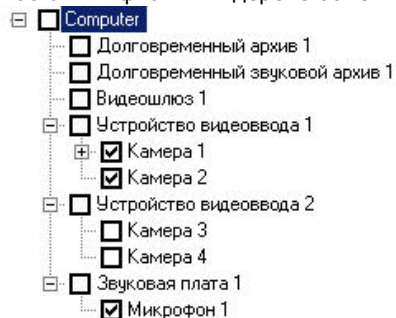 Computer
Долговременный архив 1
Долговременный звуковой архив 1
Видеошлюз 1
Устройство видеоввода 1
Камера 1
Камера 2
Устройство видеоввода 2
Камера 3
Камера 4
Звуковая плата 1
Микрофон 1